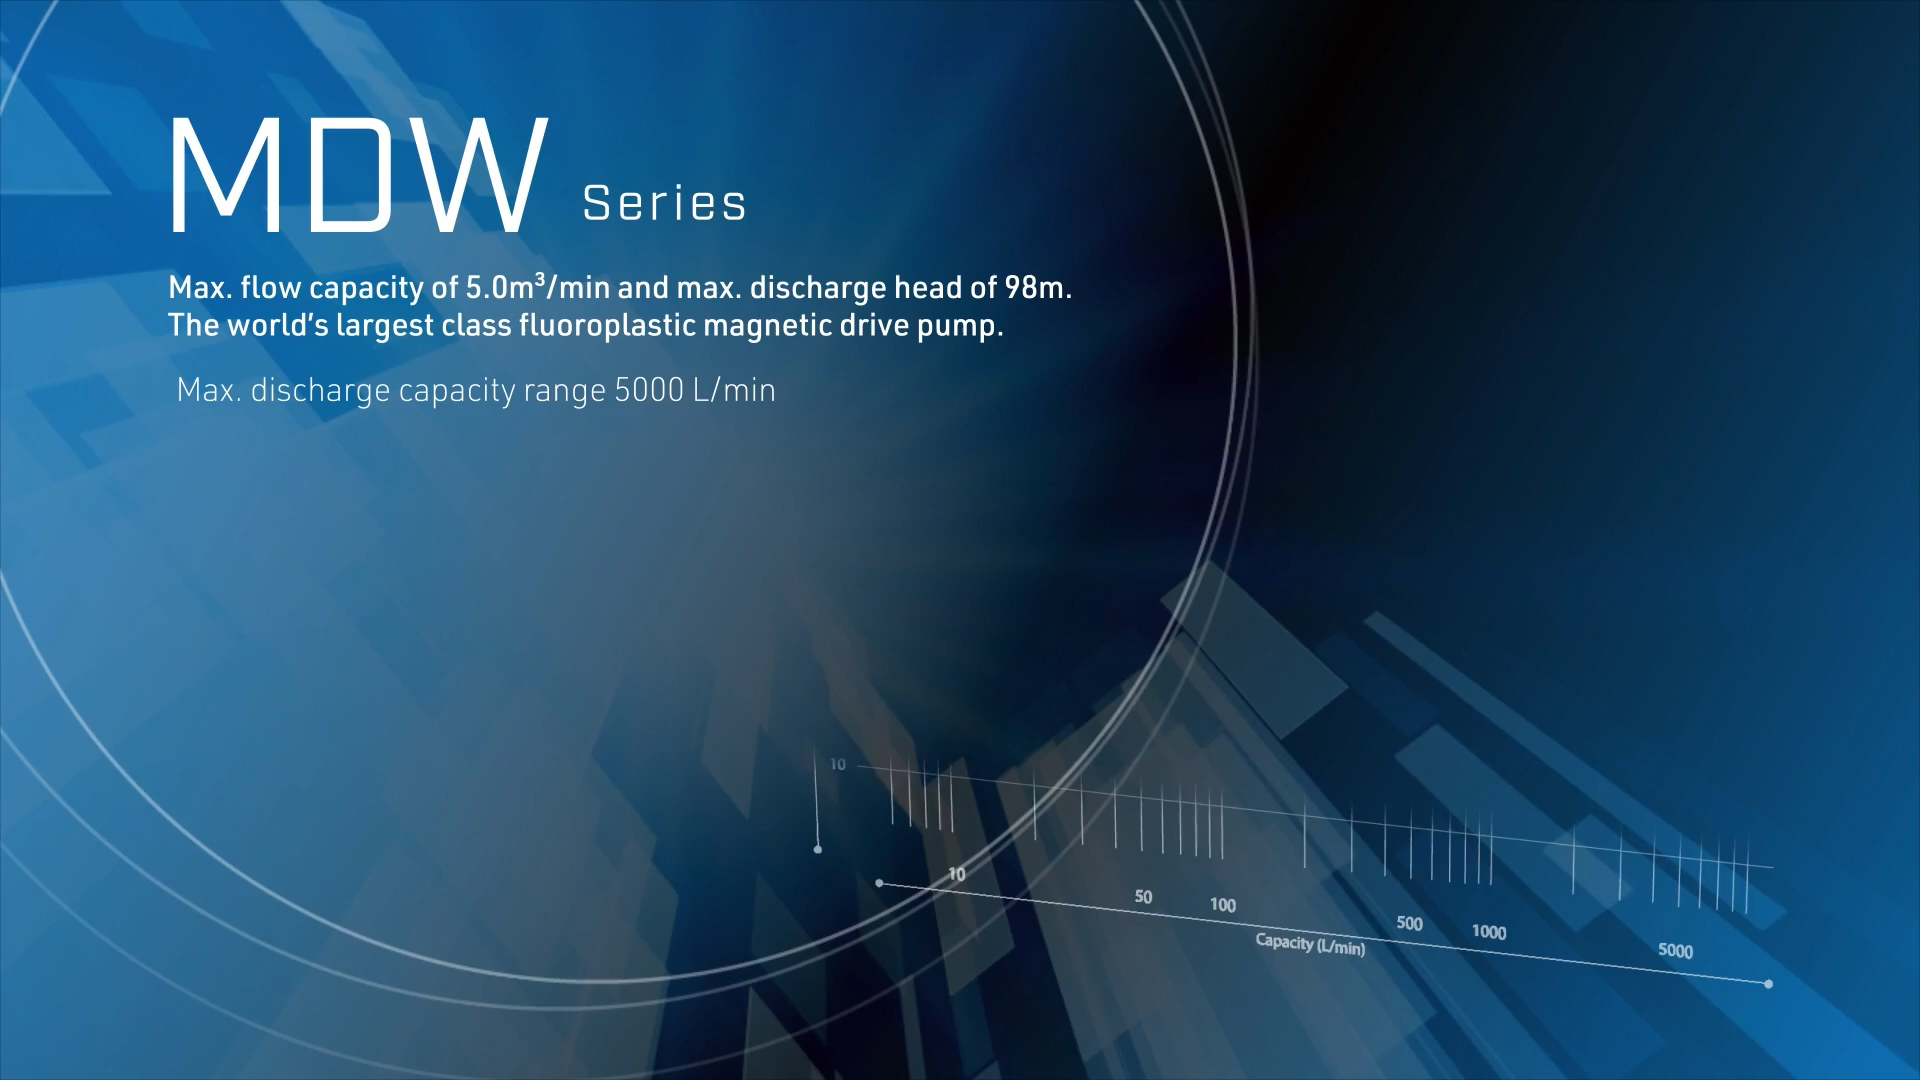 MDW Series
Max. flow capacity of 5.0m³/min and max. discharge head of 98m.
The world's largest class fluoroplastic magnetic drive pump.
Max. discharge capacity range 5000 L/min
10
10
50
100
500
1000
5000
Capacity (L/min)